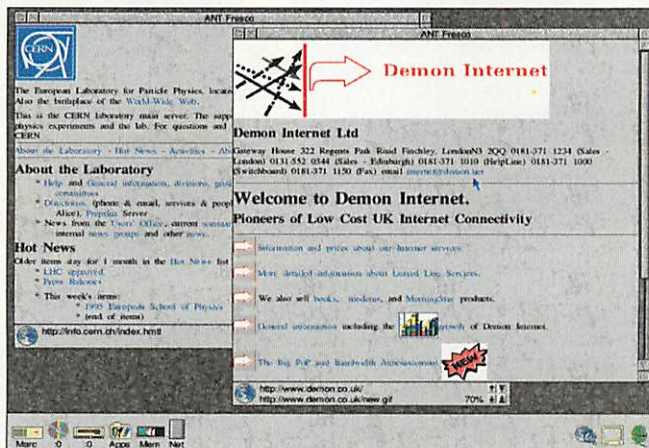 ANT Fresco
CERN
The European Laboratory for Particle Physics, locate
Also the birthplace of the World-Wide Web.
This is the CERN laboratory main server. The supp
physics experiments and the lab. For questions and
CERN
About the Laboratory - Hot News - Activities - Ab
About the Laboratory
Help and General information, divisions, grou
committees
Directories (phone & email, services & peop
Alice), Preprint Server
News from the Users' Office, current seminar
internal news groups and other news.
Hot News
Older items stay for 1 month in the Hot News list
LHC approved
Press Releases
This week's items:
1995 European School of Physics
(end of items)
http://info.cern.ch/index.html
ANT Fresco
Demon Internet
Demon Internet Ltd
Gateway House 322 Regents Park Road Finchley, LondonN3 2QQ 0181-371 1234 (Sales -
London) 0131-552 0344 (Sales - Edinburgh) 0181-371 1010 (HelpLine) 0181-371 1000
(Switchboard) 0181-371 1150 (Fax) email internet@demon.net
Welcome to Demon Internet.
Pioneers of Low Cost UK Internet Connectivity
Information and prices about our Internet services.
More detailed information about Leased Line Services.
We also sell books, modems, and MorningStar products.
General information including the growth of Demon Internet.
The Big PoP and Bandwidth Announcement NEW
http://www.demon.co.uk/
http://www.demon.co.uk/new.gif 70%
Marc :0 :0 Apps Mem Net